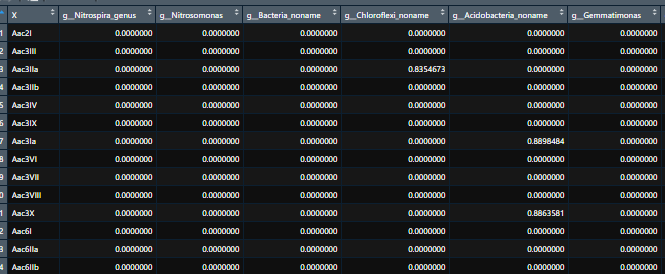 X g__Nitrospira_genus g__Nitrosomonas g__Bacteria_noname g__Chloroflexi_noname g__Acidobacteria_noname g__Gemmatimonas
1 Aac2I 0.0000000 0.0000000 0.0000000 0.0000000 0.0000000 0.0000000
2 Aac3III 0.0000000 0.0000000 0.0000000 0.0000000 0.0000000 0.0000000
3 Aac3IIa 0.0000000 0.0000000 0.0000000 0.8354673 0.0000000 0.0000000
4 Aac3IIb 0.0000000 0.0000000 0.0000000 0.0000000 0.0000000 0.0000000
5 Aac3IV 0.0000000 0.0000000 0.0000000 0.0000000 0.0000000 0.0000000
6 Aac3IX 0.0000000 0.0000000 0.0000000 0.0000000 0.0000000 0.0000000
7 Aac3Ia 0.0000000 0.0000000 0.0000000 0.0000000 0.8898484 0.0000000
8 Aac3VI 0.0000000 0.0000000 0.0000000 0.0000000 0.0000000 0.0000000
9 Aac3VII 0.0000000 0.0000000 0.0000000 0.0000000 0.0000000 0.0000000
0 Aac3VIII 0.0000000 0.0000000 0.0000000 0.0000000 0.0000000 0.0000000
1 Aac3X 0.0000000 0.0000000 0.0000000 0.0000000 0.8863581 0.0000000
2 Aac6I 0.0000000 0.0000000 0.0000000 0.0000000 0.0000000 0.0000000
3 Aac6IIa 0.0000000 0.0000000 0.0000000 0.0000000 0.0000000 0.0000000
4 Aac6IIb 0.0000000 0.0000000 0.0000000 0.0000000 0.0000000 0.0000000